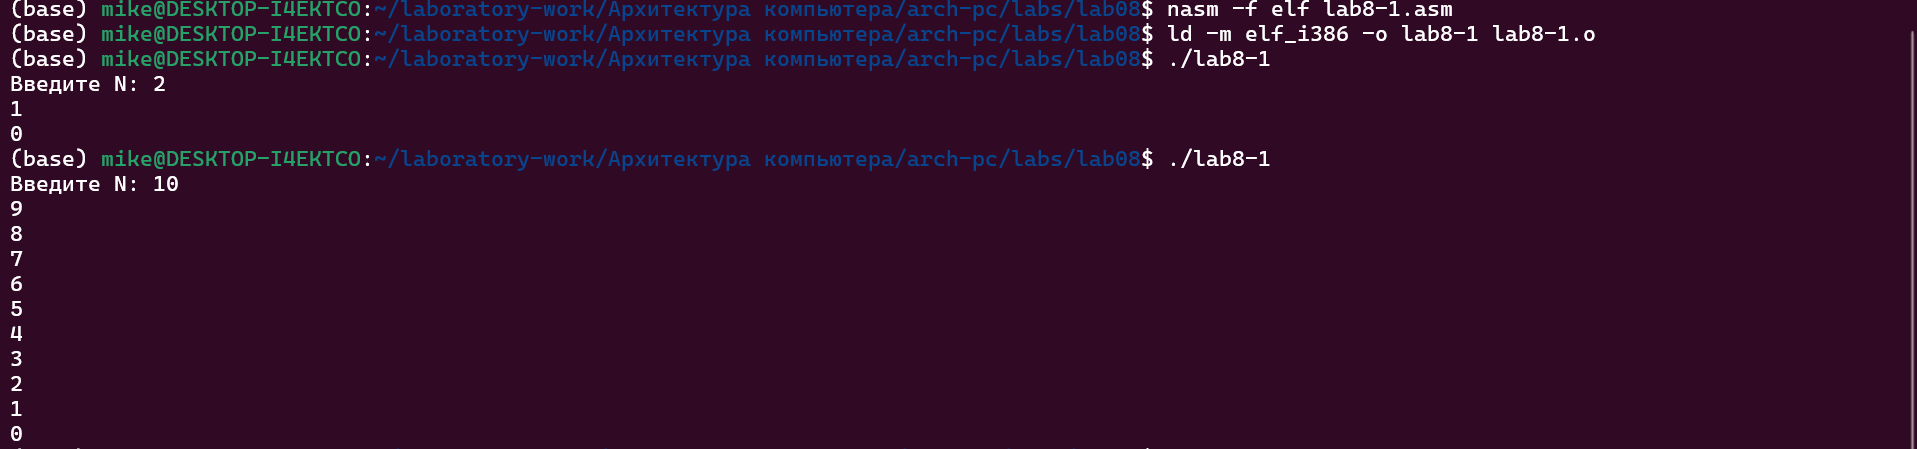 (base) mike@DESKTOP-I4EKTCO:~/laboratory-work/Архитектура компьютера/arch-pc/labs/lab08$ nasm -f elf lab8-1.asm
(base) mike@DESKTOP-I4EKTCO:~/laboratory-work/Архитектура компьютера/arch-pc/labs/lab08$ ld -m elf_i386 -o lab8-1 lab8-1.o
(base) mike@DESKTOP-I4EKTCO:~/laboratory-work/Архитектура компьютера/arch-pc/labs/lab08$ ./lab8-1
Введите N: 2
1
0
(base) mike@DESKTOP-I4EKTCO:~/laboratory-work/Архитектура компьютера/arch-pc/labs/lab08$ ./lab8-1
Введите N: 10
9
8
7
6
5
4
3
2
1
0